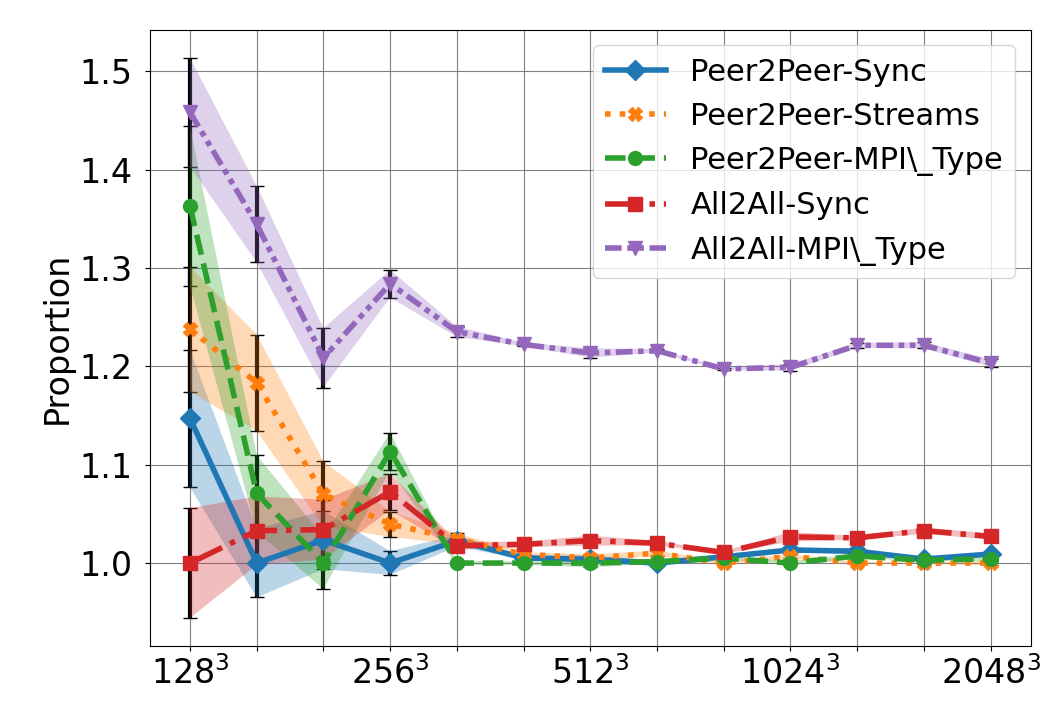 1.5
1.4
1.3
1.2
1.1
1.0
Proportion
128³
256³
512³
1024³
2048³
Peer2Peer-Sync
Peer2Peer-Streams
Peer2Peer-MPI\_Type
All2All-Sync
All2All-MPI\_Type